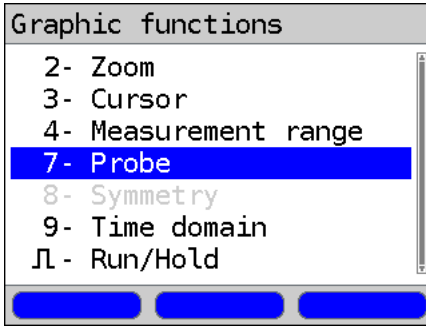 Graphic functions
2- Zoom
3- Cursor
4- Measurement range
7- Probe
8- Symmetry
9- Time domain
⎍- Run/Hold